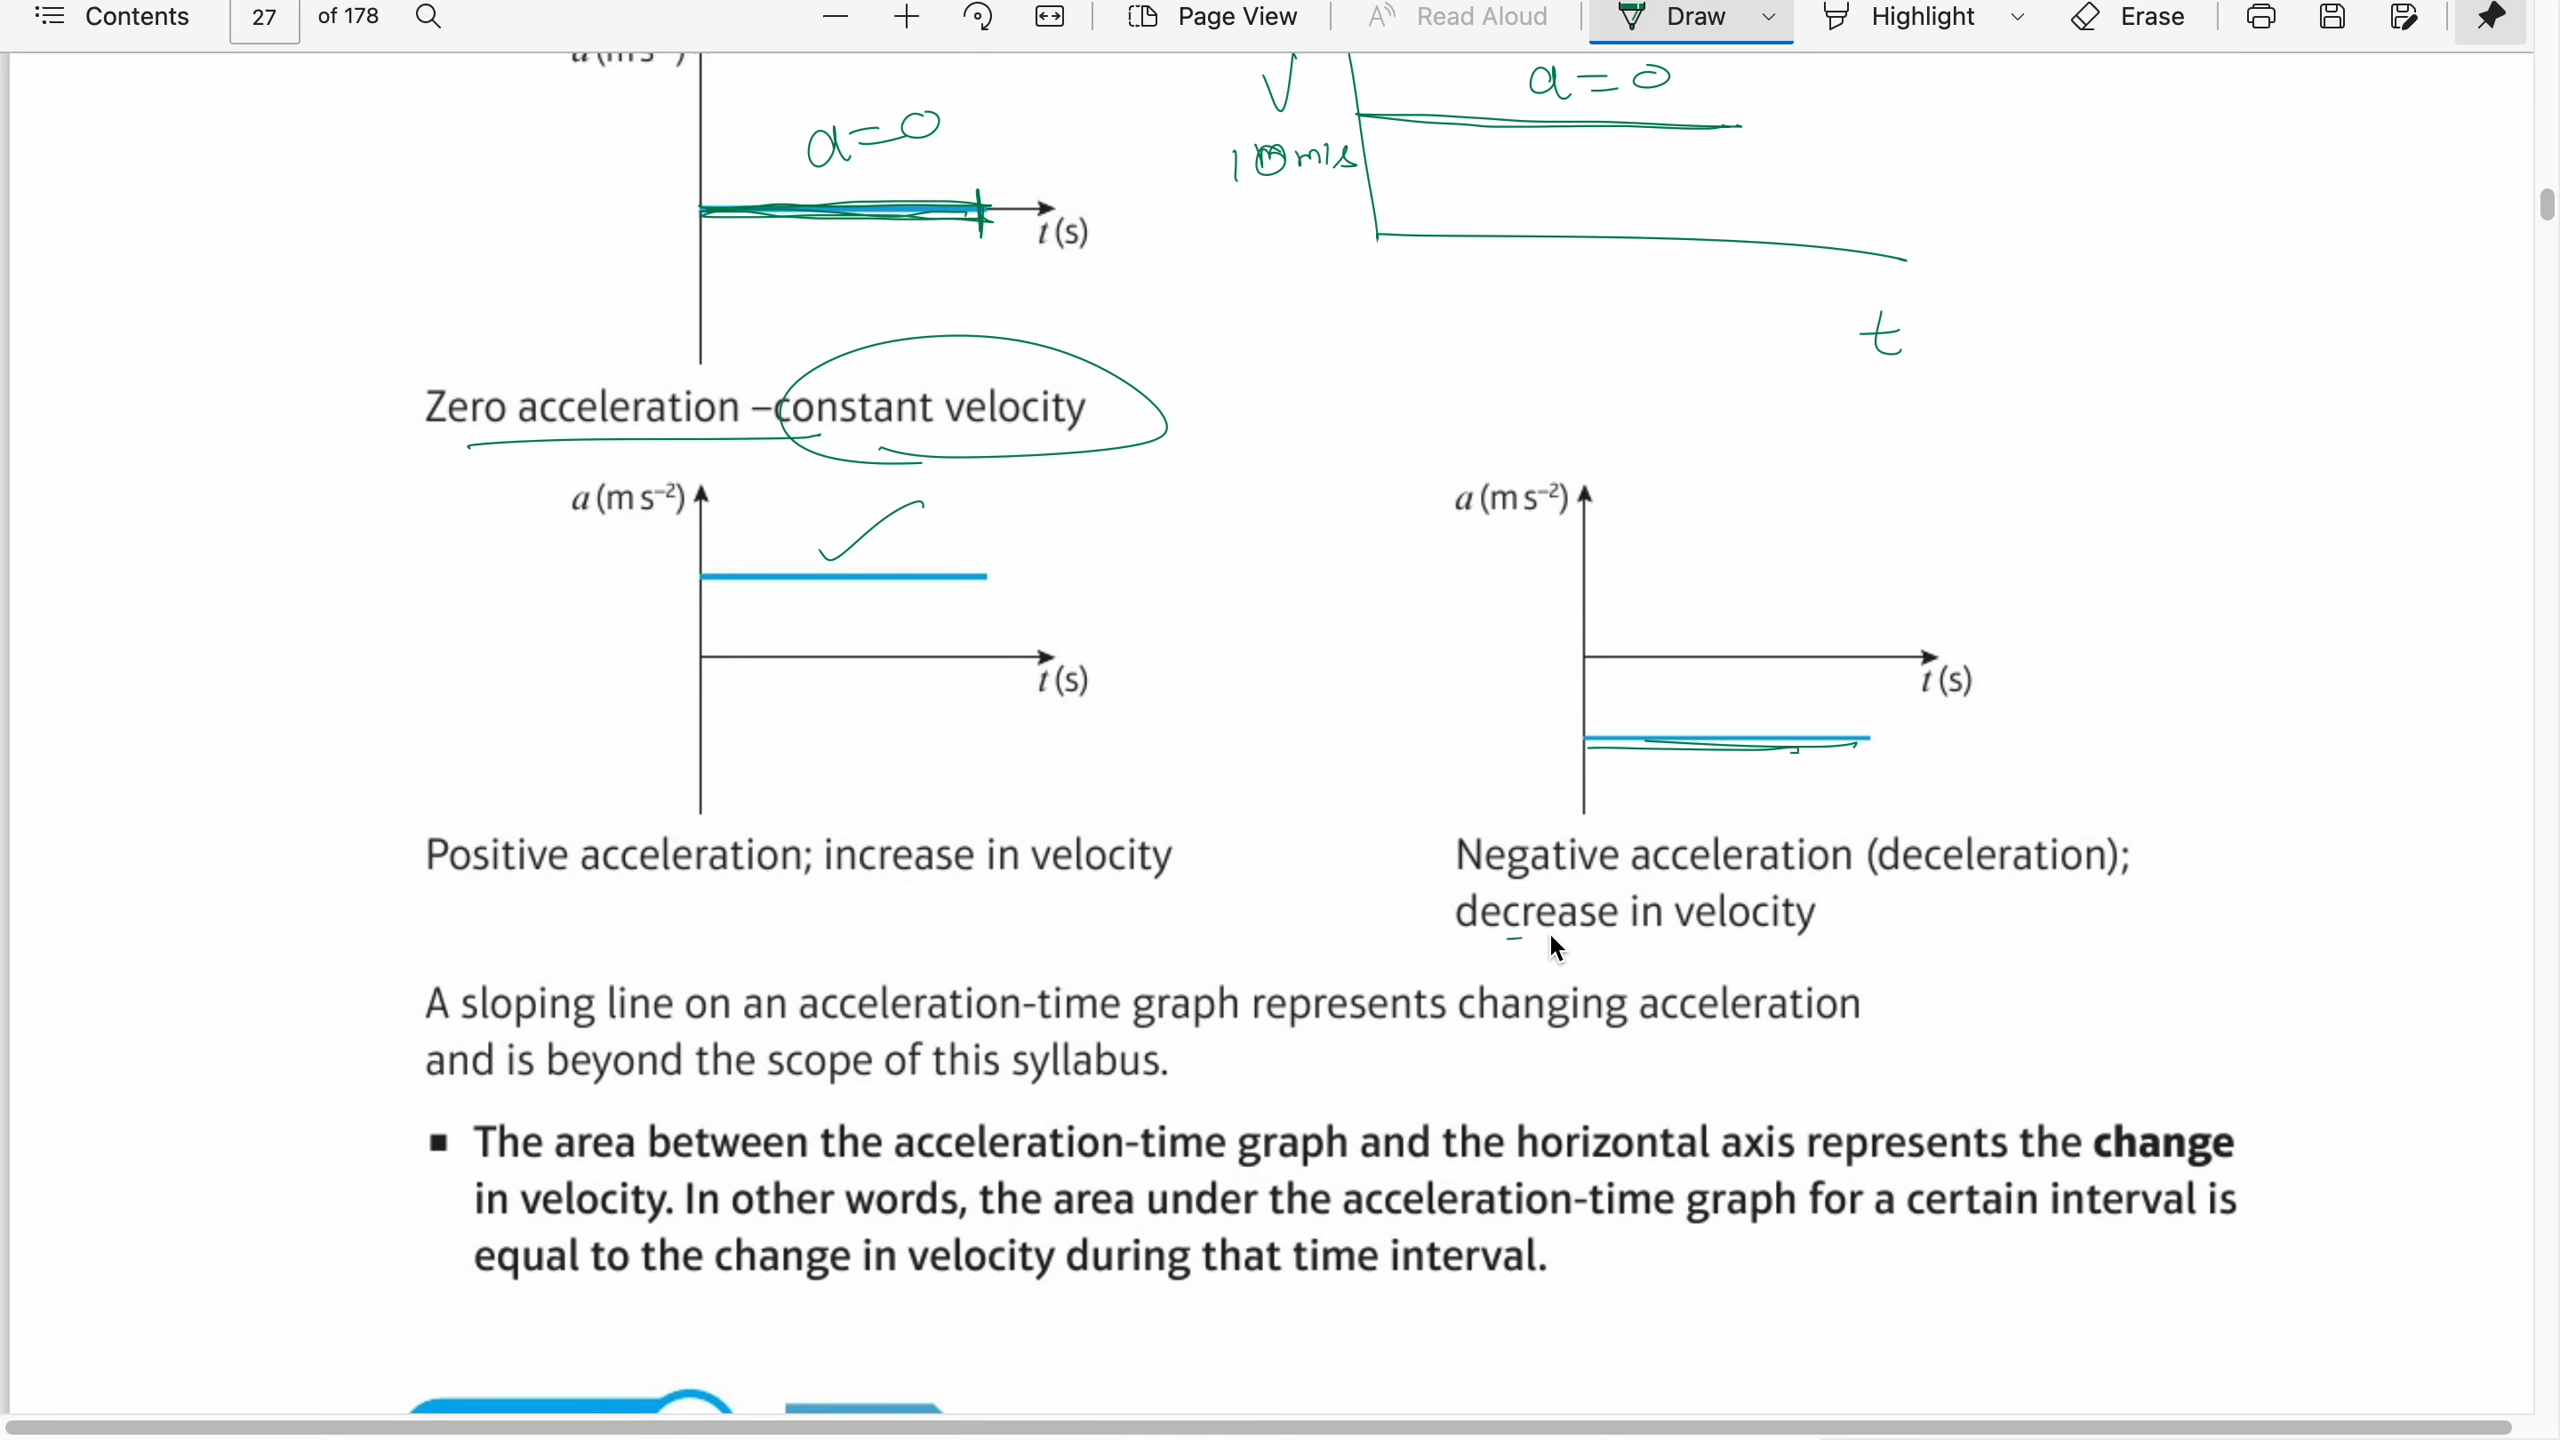 Contents 27 of 178 Page View Read Aloud Draw Highlight Erase
a = 0
a = 0
V
10 m/s
t (s)
t
Zero acceleration –constant velocity
a (m s⁻²)
a (m s⁻²)
t (s)
t (s)
Positive acceleration; increase in velocity
Negative acceleration (deceleration);
decrease in velocity
A sloping line on an acceleration-time graph represents changing acceleration
and is beyond the scope of this syllabus.
■ The area between the acceleration-time graph and the horizontal axis represents the change
in velocity. In other words, the area under the acceleration-time graph for a certain interval is
equal to the change in velocity during that time interval.